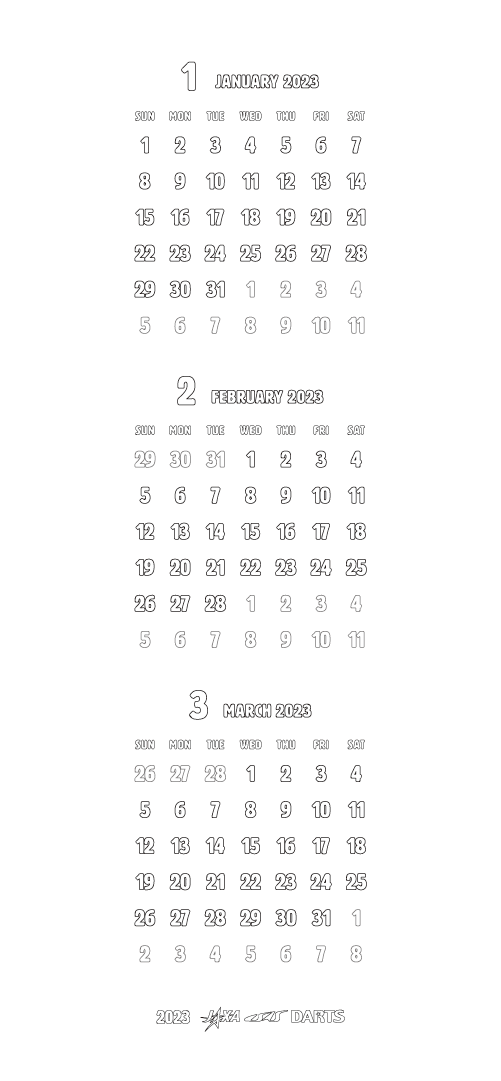 1 JANUARY 2023
SUN MON TUE WED THU FRI SAT
1 2 3 4 5 6 7
8 9 10 11 12 13 14
15 16 17 18 19 20 21
22 23 24 25 26 27 28
29 30 31 1 2 3 4
5 6 7 8 9 10 11
2 FEBRUARY 2023
SUN MON TUE WED THU FRI SAT
29 30 31 1 2 3 4
5 6 7 8 9 10 11
12 13 14 15 16 17 18
19 20 21 22 23 24 25
26 27 28 1 2 3 4
5 6 7 8 9 10 11
3 MARCH 2023
SUN MON TUE WED THU FRI SAT
26 27 28 1 2 3 4
5 6 7 8 9 10 11
12 13 14 15 16 17 18
19 20 21 22 23 24 25
26 27 28 29 30 31 1
2 3 4 5 6 7 8
2023 JAXA ISAS DARTS